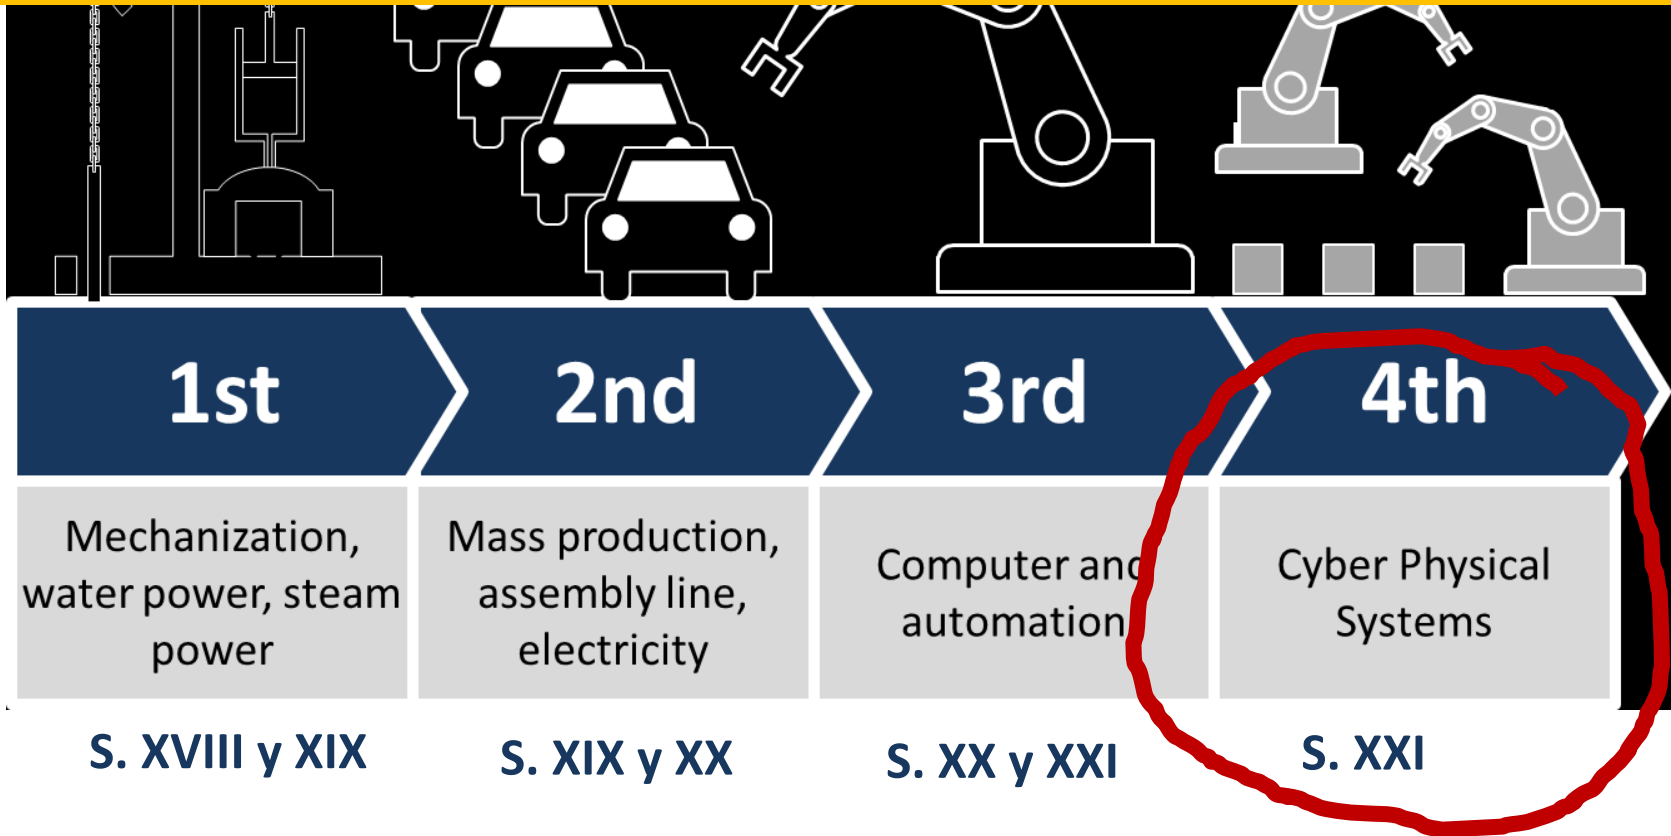 1st
2nd
3rd
4th
Mechanization,
water power, steam
power
Mass production,
assembly line,
electricity
Computer and
automation
Cyber Physical
Systems
S. XVIII y XIX
S. XIX y XX
S. XX y XXI
S. XXI